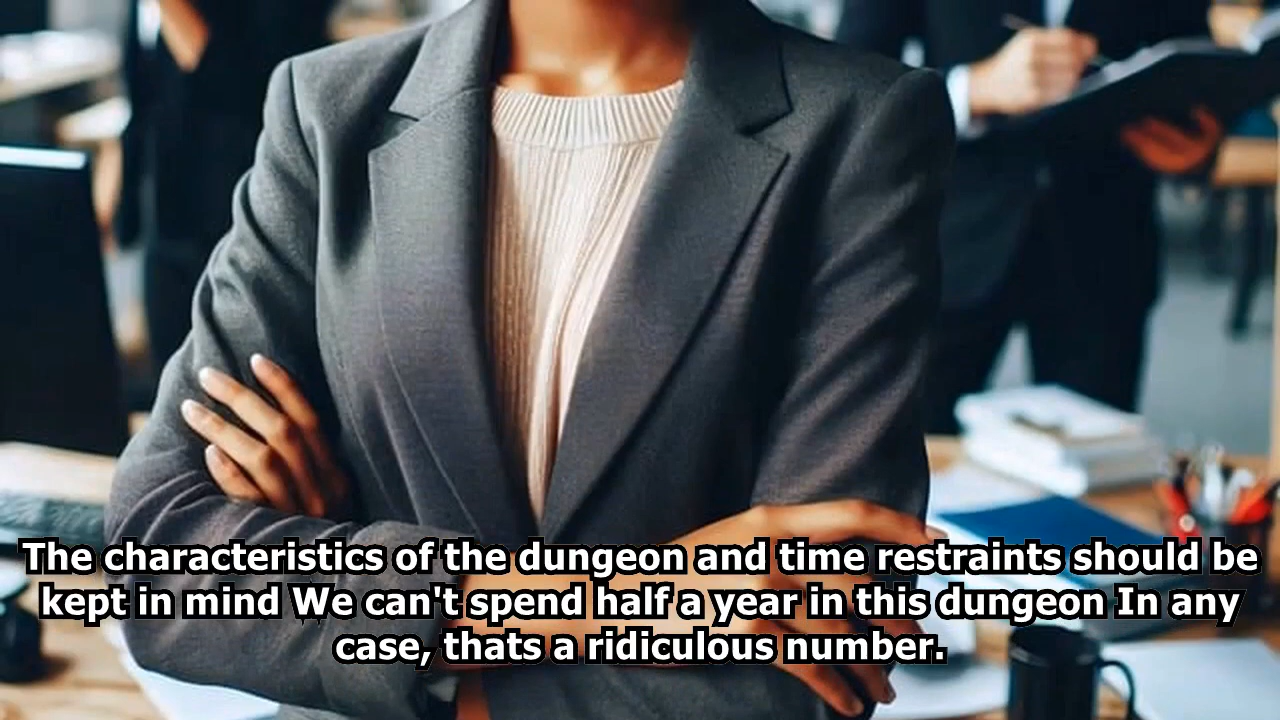 The characteristics of the dungeon and time restraints should be
kept in mind We can't spend half a year in this dungeon In any
case, thats a ridiculous number.